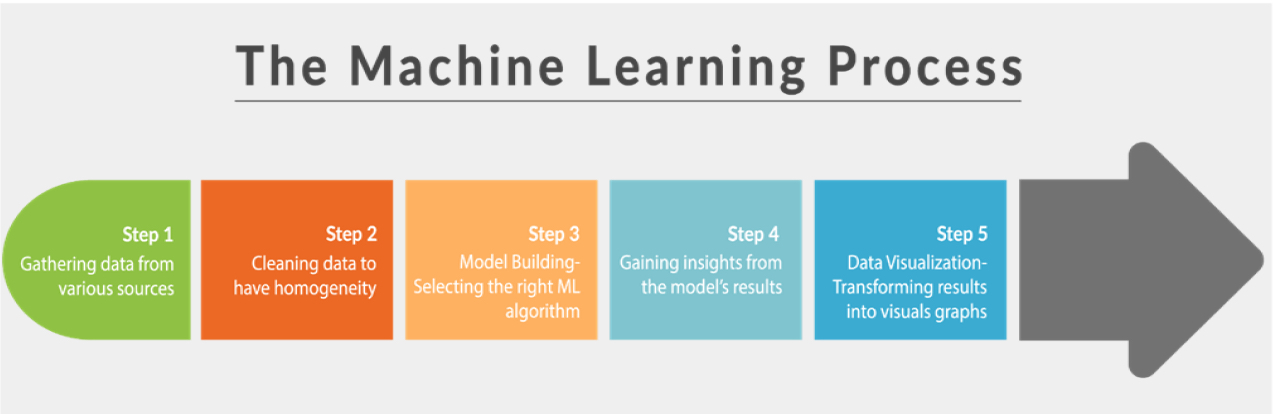 The Machine Learning Process
Step 1
Gathering data from
various sources
Step 2
Cleaning data to
have homogeneity
Step 3
Model Building-
Selecting the right ML
algorithm
Step 4
Gaining insights from
the model's results
Step 5
Data Visualization-
Transforming results
into visuals graphs